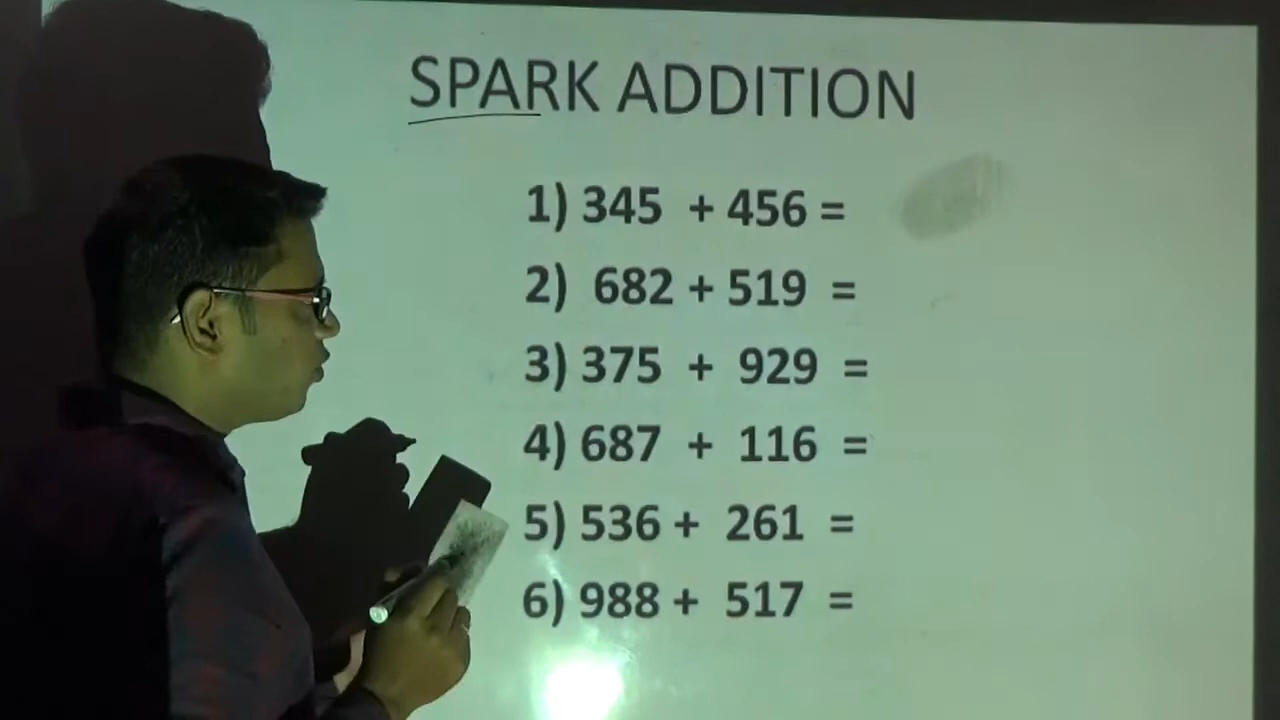 SPARK ADDITION
1) 345 + 456 =
2) 682 + 519 =
3) 375 + 929 =
4) 687 + 116 =
5) 536 + 261 =
6) 988 + 517 =